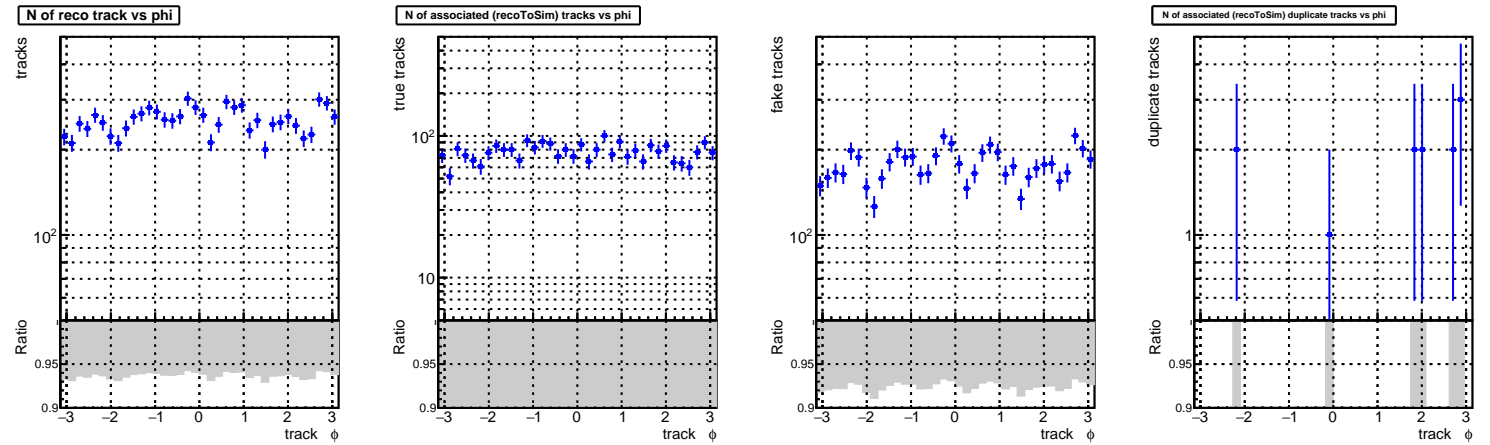 N of reco track vs phi
tracks
10²
Ratio
1
0.95
0.9
−3 −2 −1 0 1 2 3
track φ
N of associated (recoToSim) tracks vs phi
true tracks
10²
10
Ratio
0.95
0.9
−3 −2 −1 0 1 2 3
track φ
fake tracks
10²
Ratio
1
0.95
0.9
−3 −2 −1 0 1 2 3
track φ
N of associated (recoToSim) duplicate tracks vs phi
duplicate tracks
1
Ratio
1
0.95
0.9
−3 −2 −1 0 1 2 3
track φ